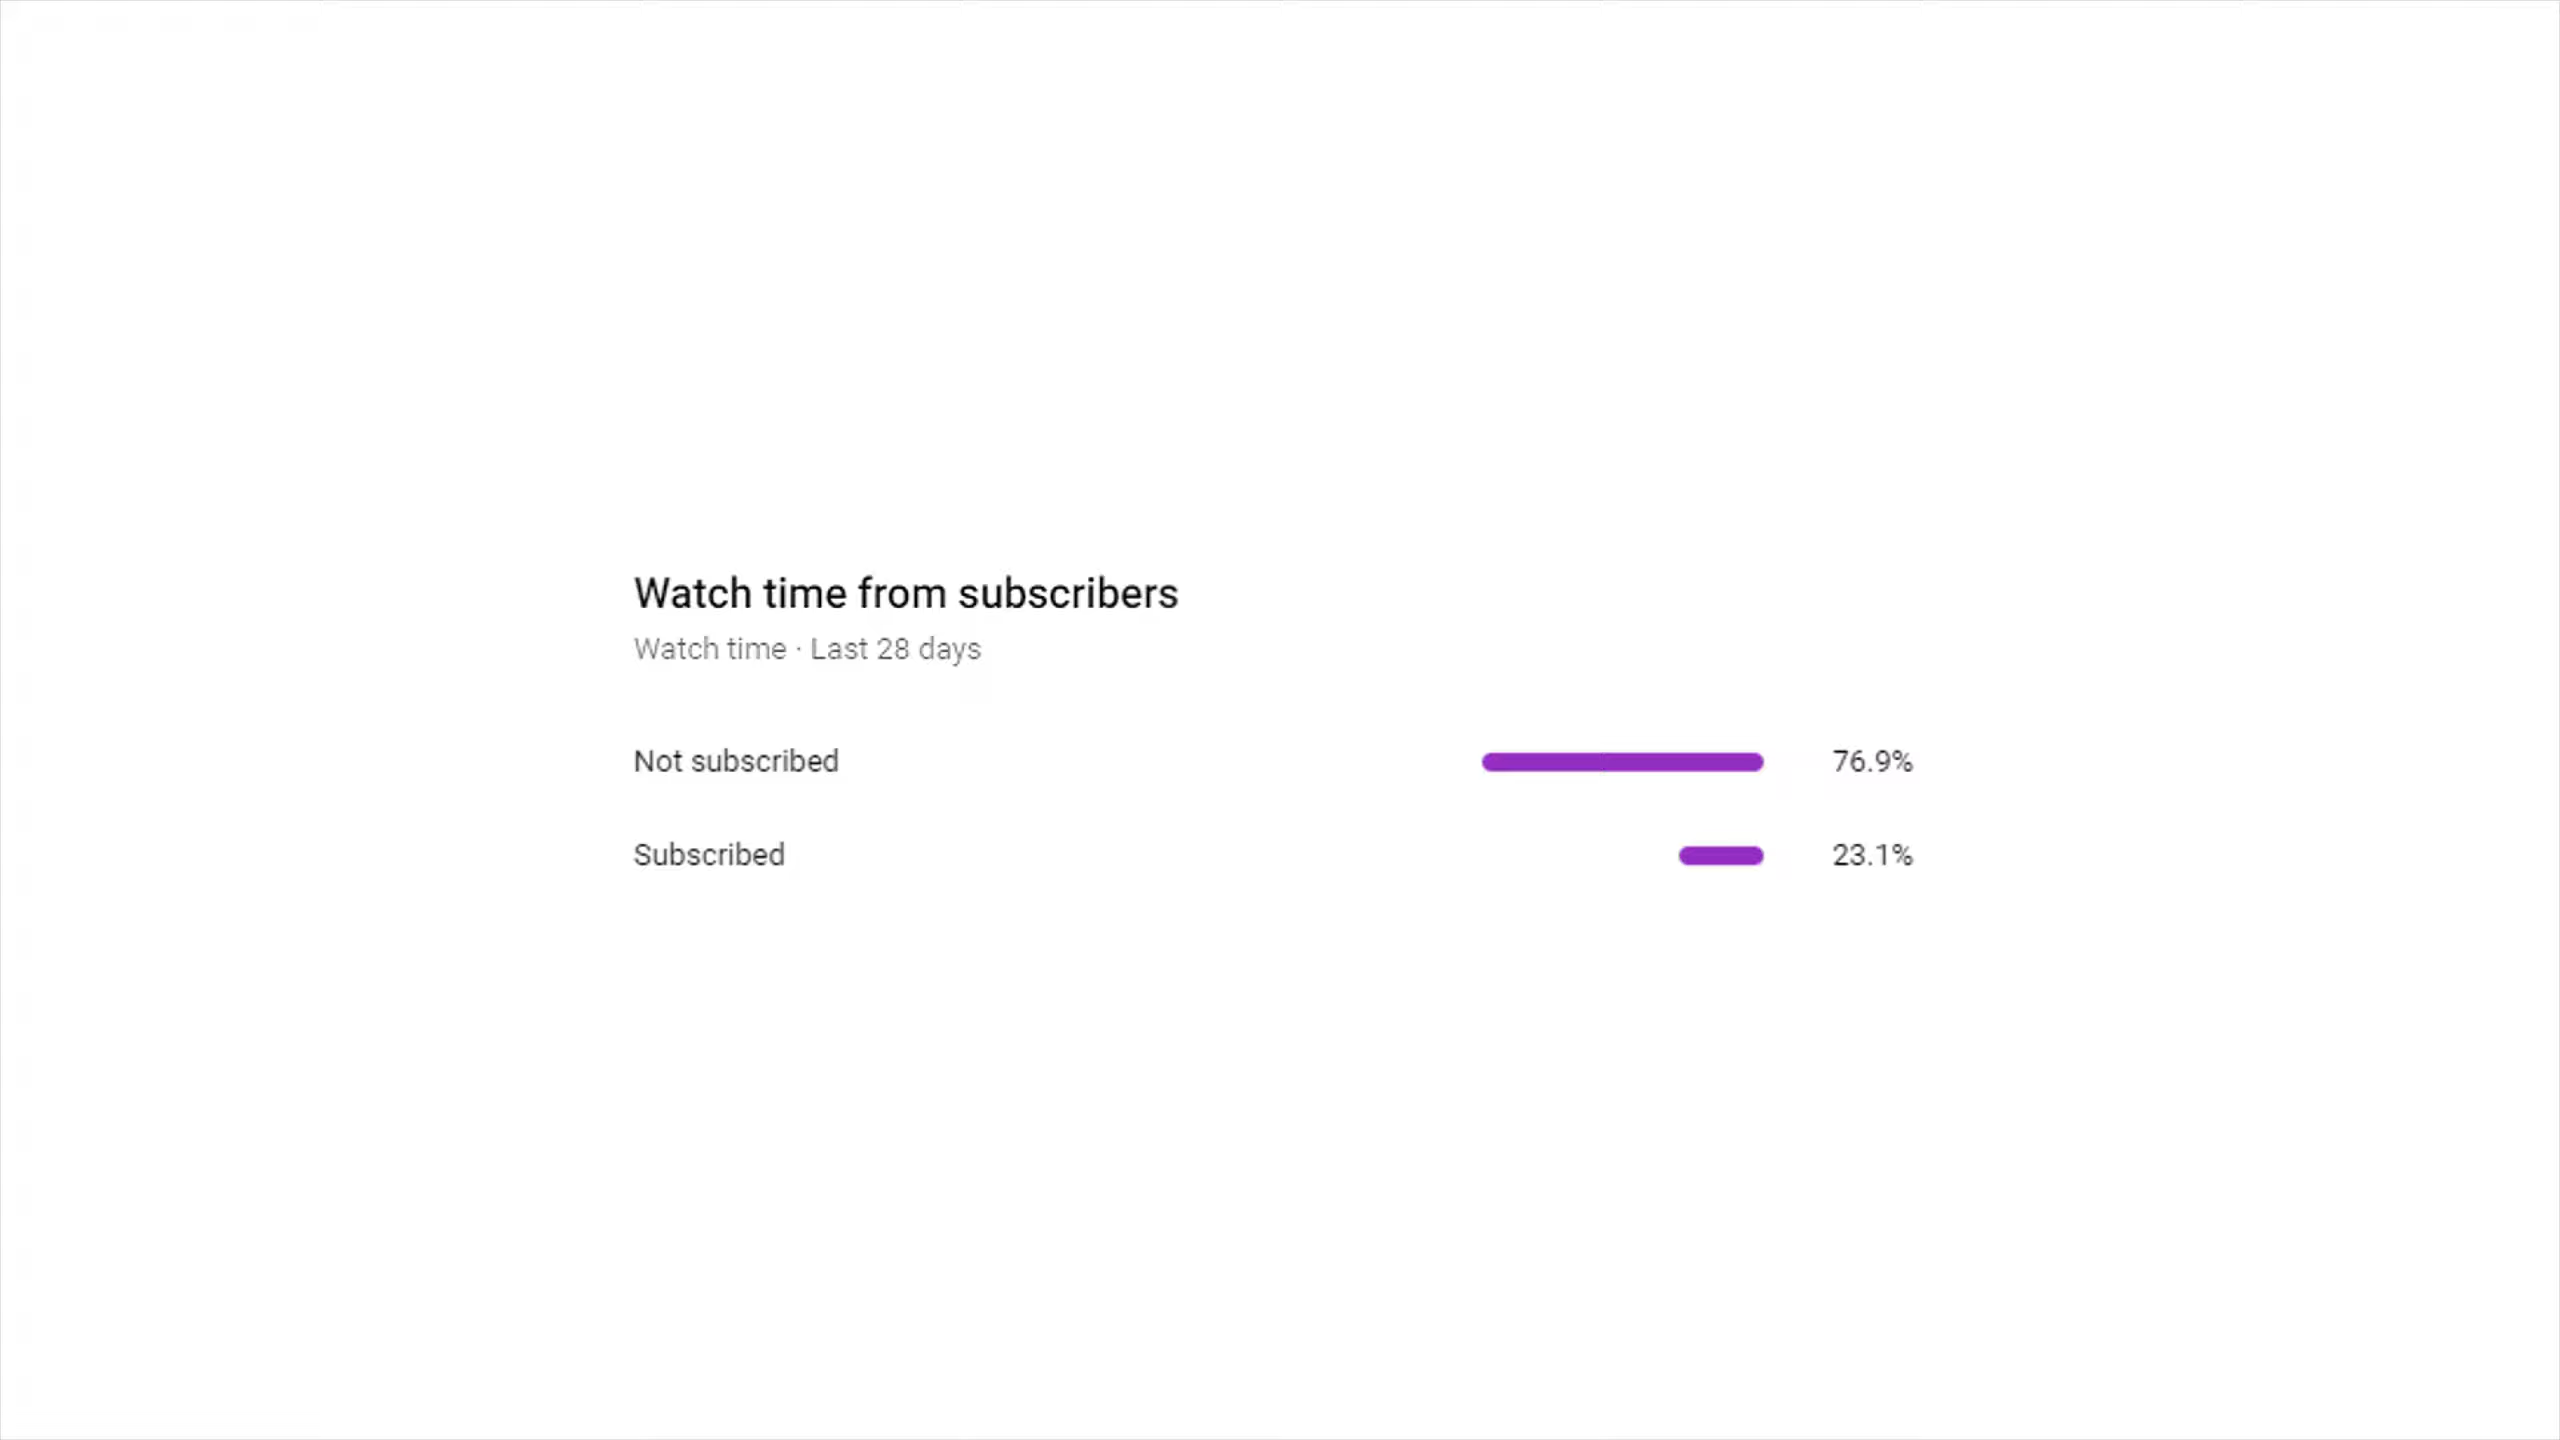 Watch time from subscribers
Watch time · Last 28 days
Not subscribed 76.9%
Subscribed 23.1%